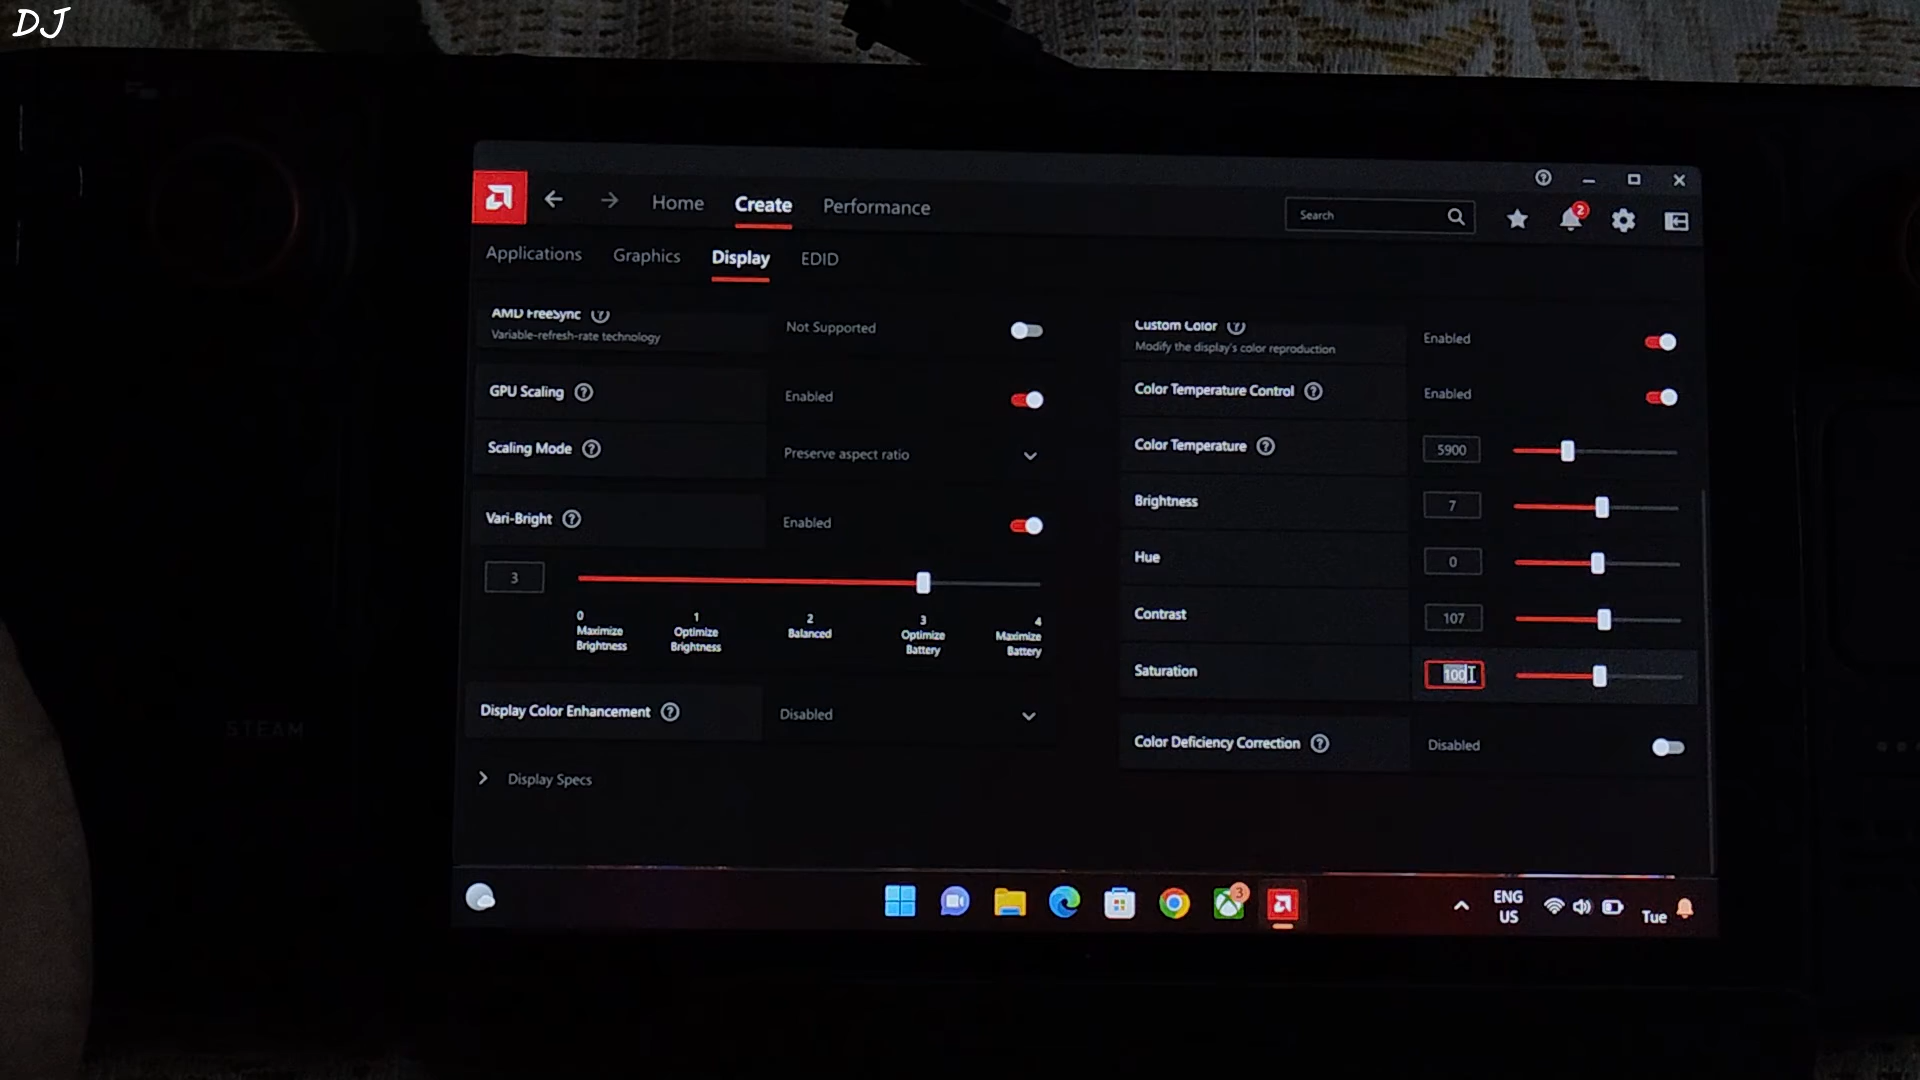 DJ
Home Create Performance
Search
2
Applications Graphics Display EDID
AMD FreeSync
Variable-refresh-rate technology
Not Supported
GPU Scaling
Enabled
Scaling Mode
Preserve aspect ratio
Vari-Bright
Enabled
3
0 1 2 3 4
Maximize Brightness
Optimize Brightness
Balanced
Optimize Battery
Maximize Battery
Display Color Enhancement
Disabled
Display Specs
Custom Color
Modify the display's color reproduction
Enabled
Color Temperature Control
Enabled
Color Temperature
5900
Brightness
7
Hue
0
Contrast
107
Saturation
100
Color Deficiency Correction
Disabled
STEAM
3
ENG
US
Tue